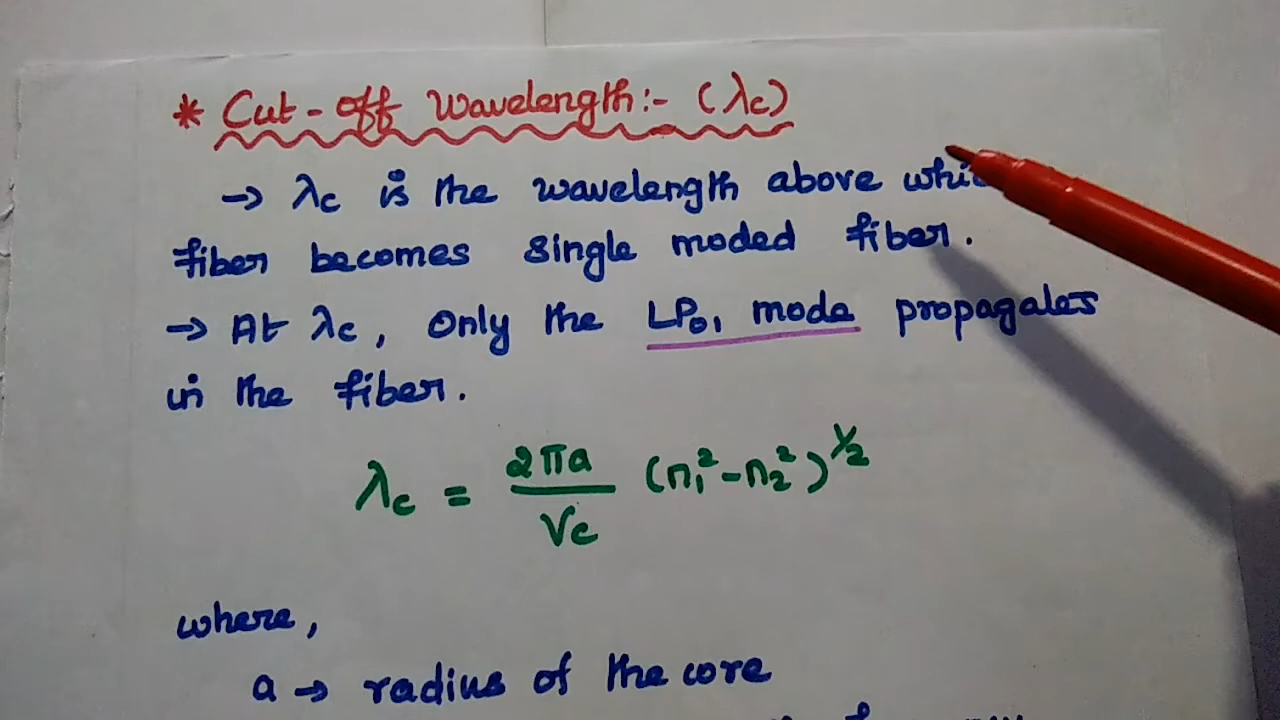 * Cut-off Wavelength:- (λc)
→ λc is the wavelength above
fiber becomes single moded fiber.
→ At λc, Only the LP01 mode propagates
in the fiber.
λc = 2πa/Vc (n₁² - n₂²)^1/2
where,
a → radius of the core